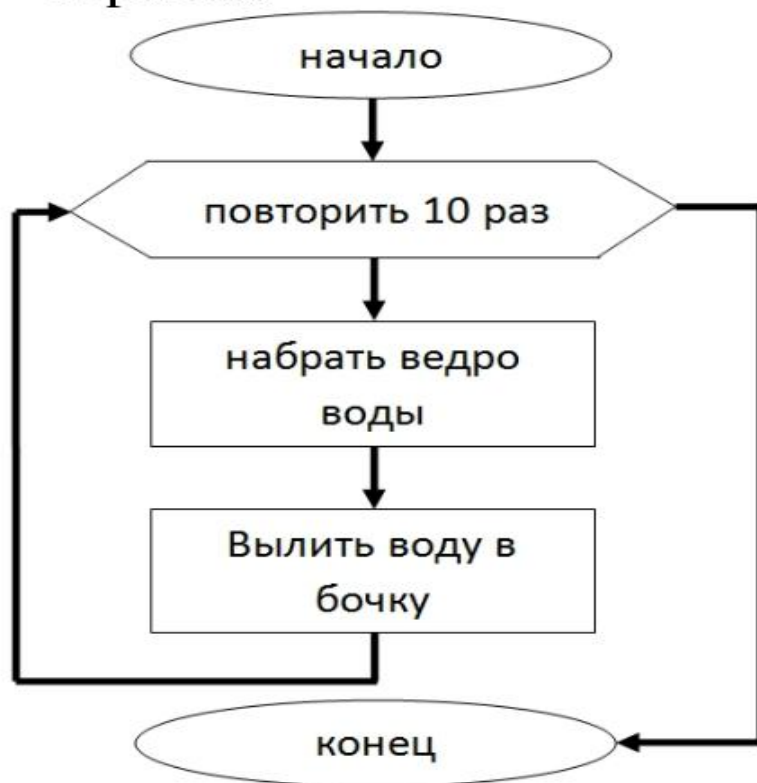 начало
повторить 10 раз
набрать ведро
воды
Вылить воду в
бочку
конец